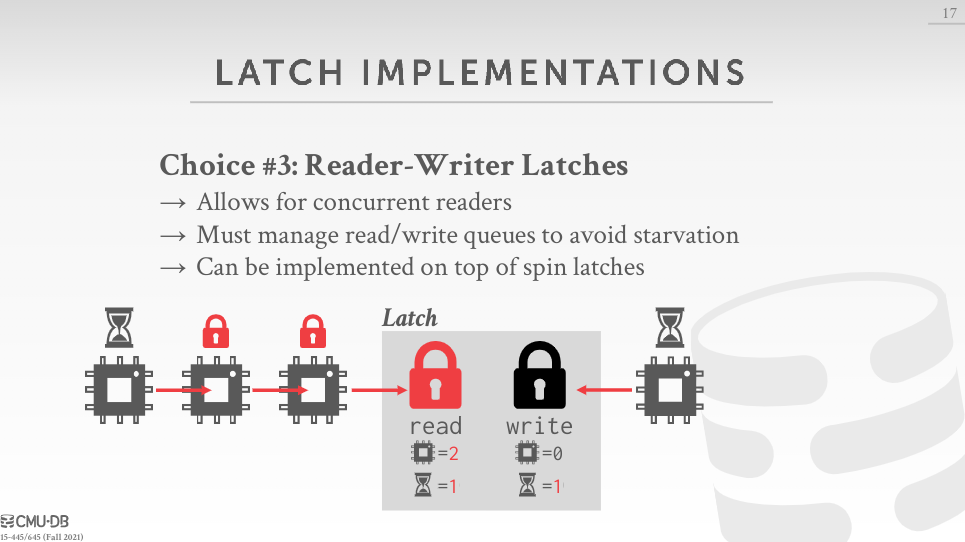 17
LATCH IMPLEMENTATIONS
Choice #3: Reader-Writer Latches
→ Allows for concurrent readers
→ Must manage read/write queues to avoid starvation
→ Can be implemented on top of spin latches
Latch
read write
=2 =0
=1 =1
CMU·DB
15-445/645 (Fall 2021)